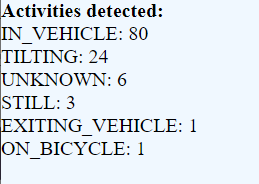 Activities detected:
IN_VEHICLE: 80
TILTING: 24
UNKNOWN: 6
STILL: 3
EXITING_VEHICLE: 1
ON_BICYCLE: 1